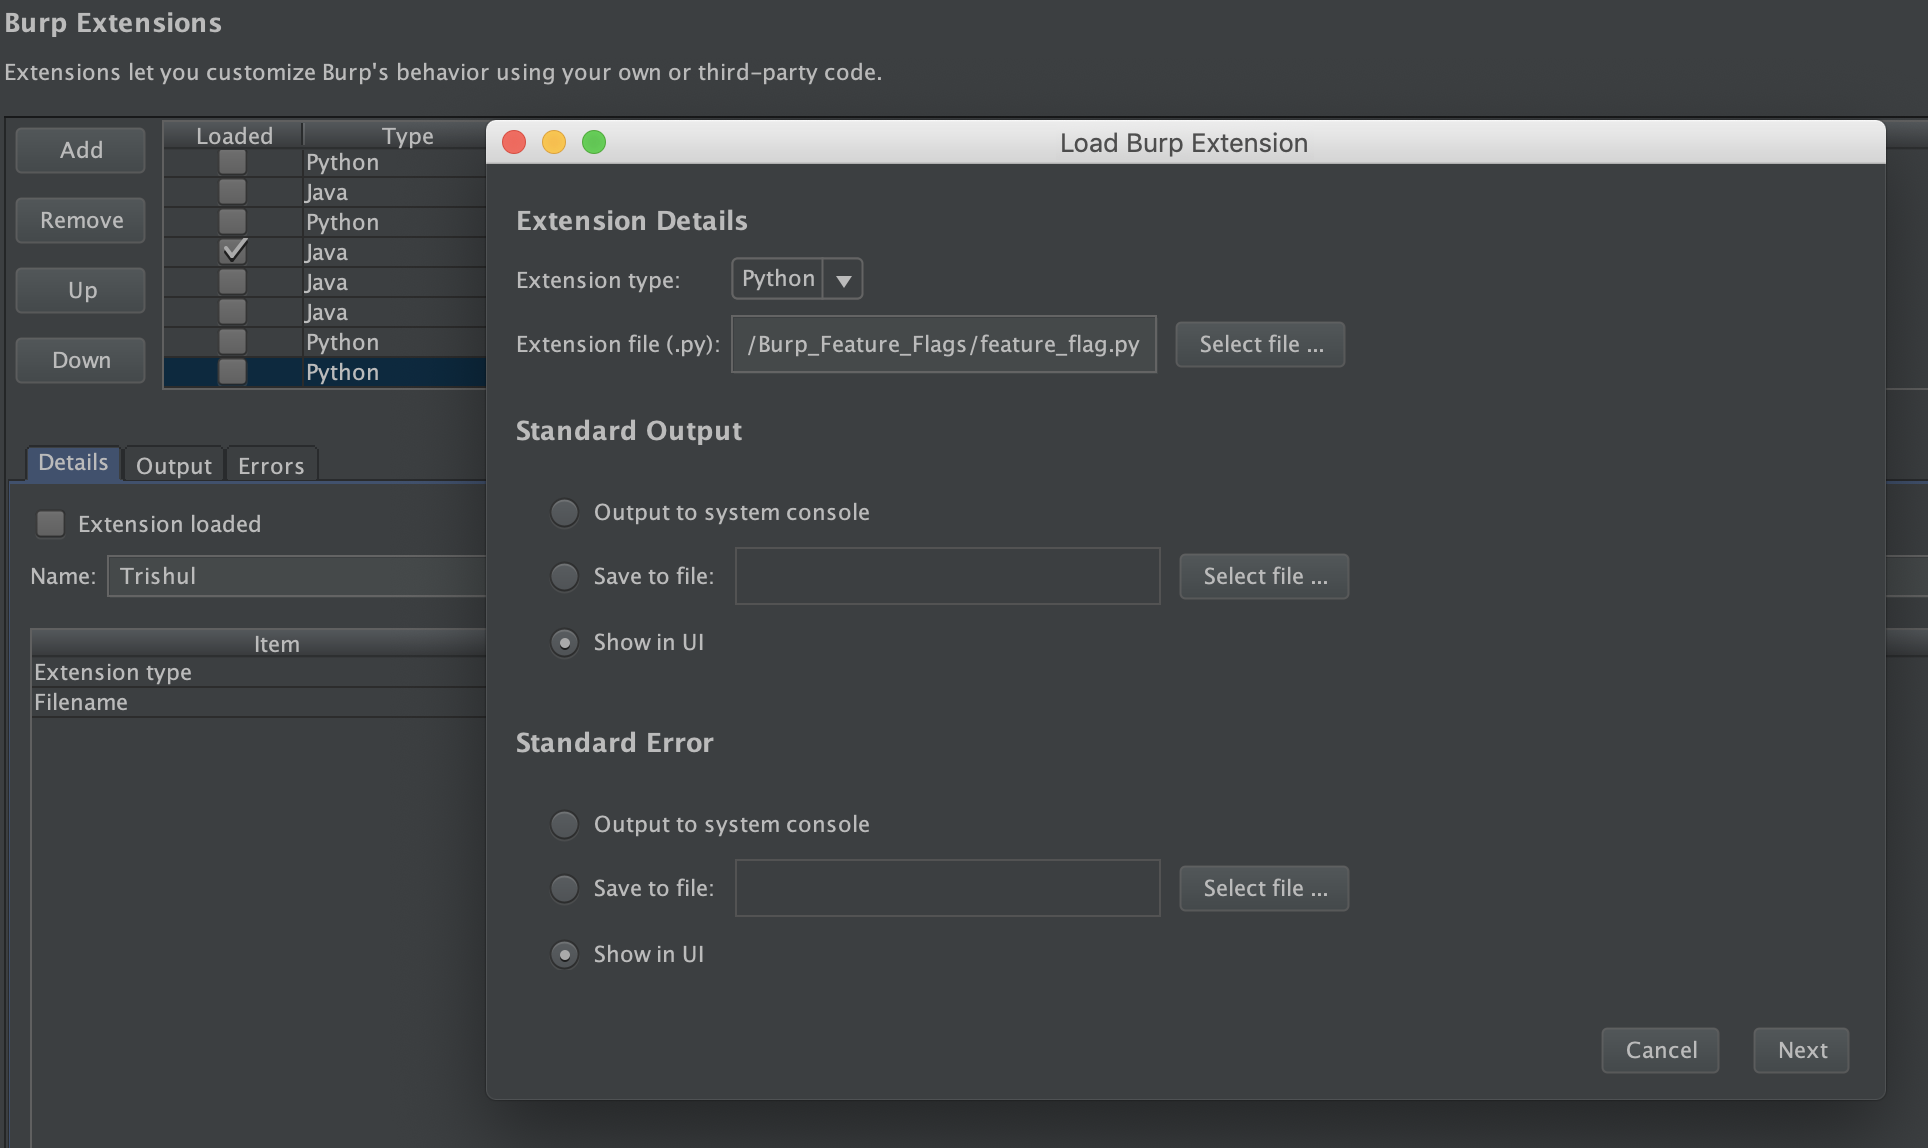 Burp Extensions
Extensions let you customize Burp's behavior using your own or third-party code.
Add
Remove
Up
Down
Loaded Type
Python
Java
Python
Java
Java
Java
Python
Python
Details Output Errors
Extension loaded
Name: Trishul
Item
Extension type
Filename
Load Burp Extension
Extension Details
Extension type: Python
Extension file (.py): /Burp_Feature_Flags/feature_flag.py Select file ...
Standard Output
Output to system console
Save to file: Select file ...
Show in UI
Standard Error
Output to system console
Save to file: Select file ...
Show in UI
Cancel Next